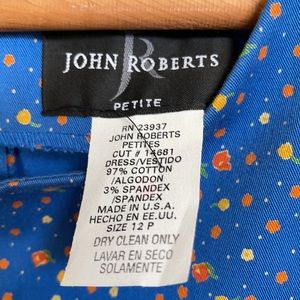 JR
JOHN ROBERTS
PETITE
RN 23937
JOHN ROBERTS
PETITES
CUT # 14681
DRESS/VESTIDO
97% COTTON
/ALGODON
3% SPANDEX
/SPANDEX
MADE IN U.S.A.
HECHO EN EE.UU.
SIZE 12 P
DRY CLEAN ONLY
LAVAR EN SECO
SOLAMENTE